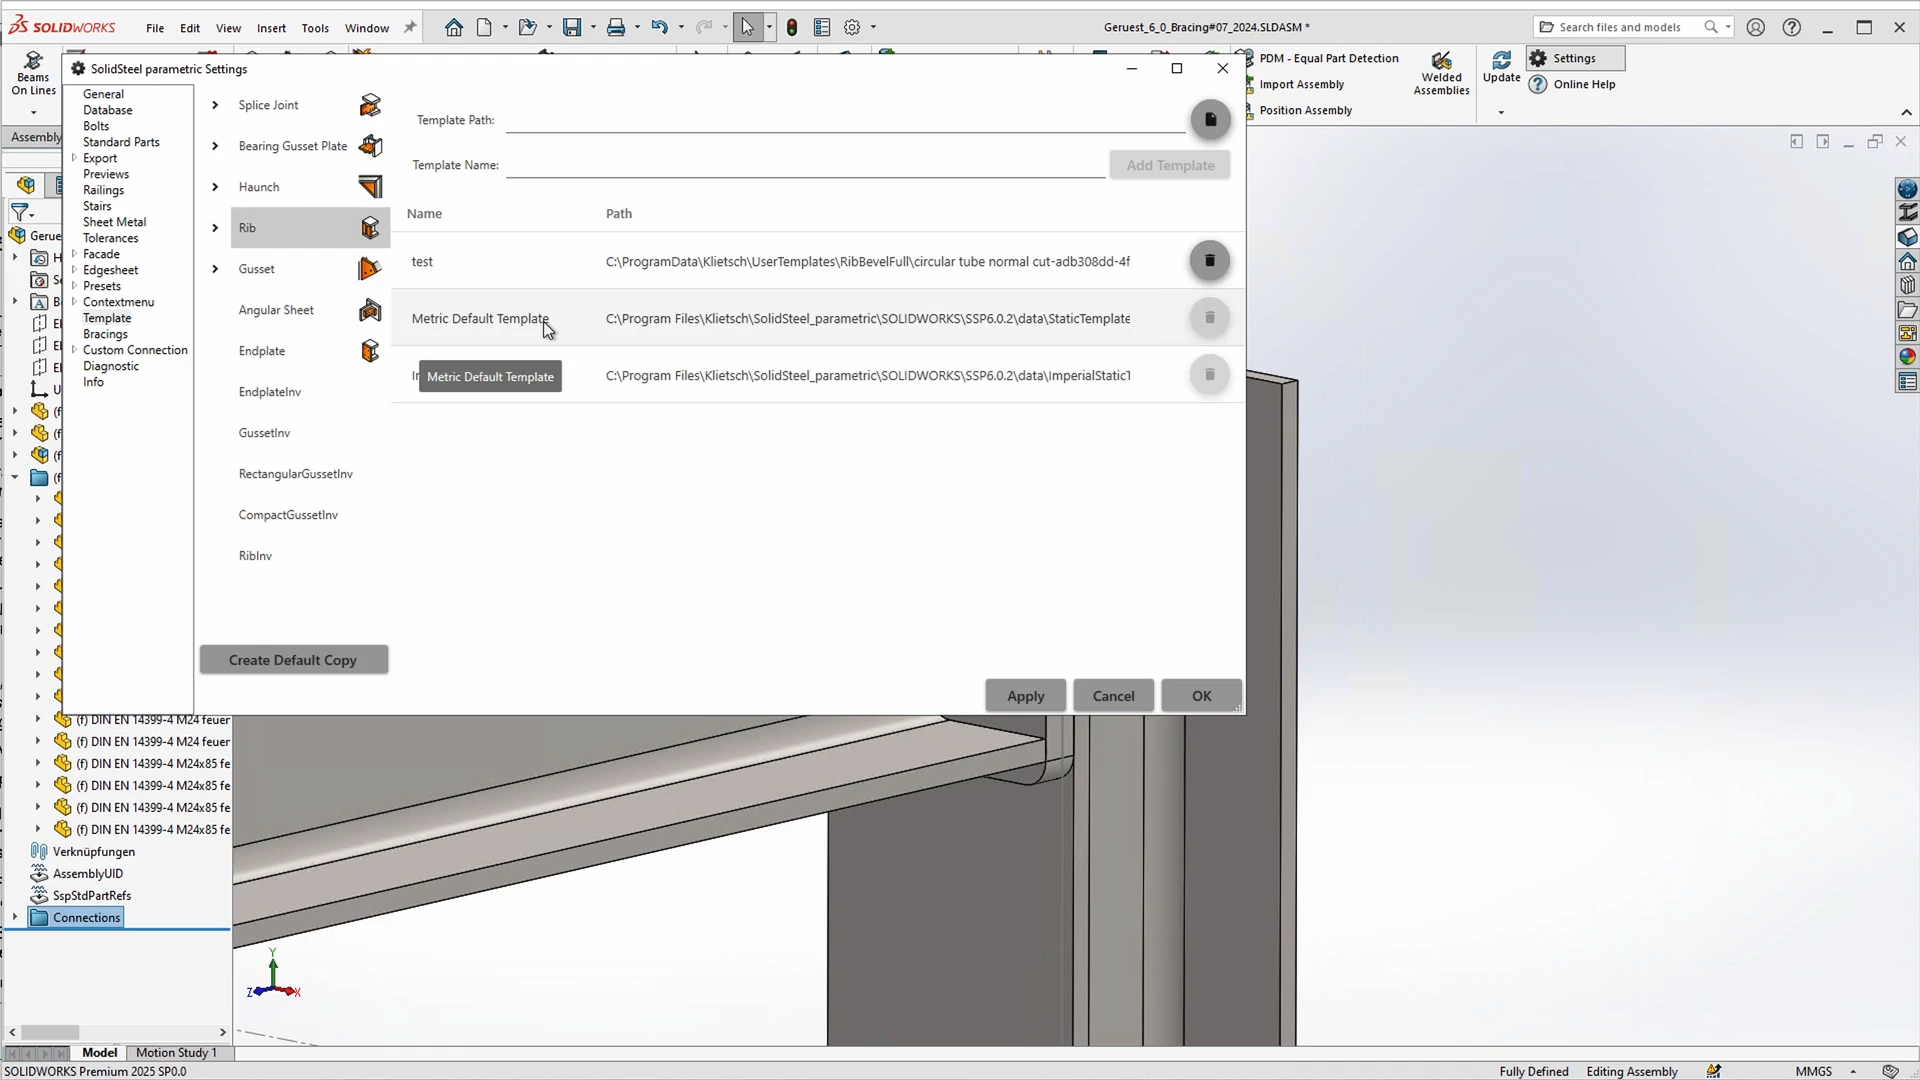 SOLIDWORKS File Edit View Insert Tools Window
Geruest_6_0_Bracing#07_2024.SLDASM *
Search files and models
Beams
On Lines
PDM - Equal Part Detection
Import Assembly
Position Assembly
Welded
Assemblies
Update
Settings
Online Help
Assembly
SolidSteel parametric Settings
General
Database
Bolts
Standard Parts
Export
Previews
Railings
Stairs
Sheet Metal
Tolerances
Facade
Edgesheet
Presets
Contextmenu
Template
Bracings
Custom Connection
Diagnostic
Info
Splice Joint
Bearing Gusset Plate
Haunch
Rib
Gusset
Angular Sheet
Endplate
EndplateInv
GussetInv
RectangularGussetInv
CompactGussetInv
RibInv
Create Default Copy
Template Path:
Template Name:
Add Template
Name Path
test C:\ProgramData\Klietsch\UserTemplates\RibBevelFull\circular tube normal cut-adb308dd-4f
Metric Default Template C:\Program Files\Klietsch\SolidSteel_parametric\SOLIDWORKS\SSP6.0.2\data\StaticTemplate
C:\Program Files\Klietsch\SolidSteel_parametric\SOLIDWORKS\SSP6.0.2\data\ImperialStaticT
Metric Default Template
Apply Cancel OK
Gerue
(f) DIN EN 14399-4 M24 feuer
(f) DIN EN 14399-4 M24 feuer
(f) DIN EN 14399-4 M24x85 fe
(f) DIN EN 14399-4 M24x85 fe
(f) DIN EN 14399-4 M24x85 fe
(f) DIN EN 14399-4 M24x85 fe
Verknüpfungen
AssemblyUID
SspStdPartRefs
Connections
Y
Z X
Model Motion Study 1
SOLIDWORKS Premium 2025 SP0.0
Fully Defined Editing Assembly MMGS